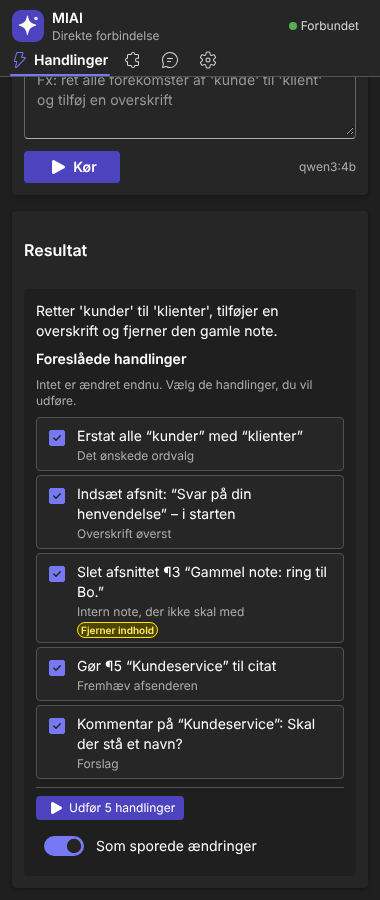 MIAI
Direkte forbindelse
Forbundet
Handlinger
Fx: ret alle forekomster af 'kunde' til 'klient'
og tilføj en overskrift
Kør
qwen3:4b
Resultat
Retter 'kunder' til 'klienter', tilføjer en
overskrift og fjerner den gamle note.
Foreslåede handlinger
Intet er ændret endnu. Vælg de handlinger, du vil
udføre.
Erstat alle “kunder” med “klienter”
Det ønskede ordvalg
Indsæt afsnit: “Svar på din
henvendelse” – i starten
Overskrift øverst
Slet afsnittet ¶3 “Gammel note: ring til
Bo.”
Intern note, der ikke skal med
Fjerner indhold
Gør ¶5 “Kundeservice” til citat
Fremhæv afsenderen
Kommentar på “Kundeservice”: Skal
der stå et navn?
Forslag
Udfør 5 handlinger
Som sporede ændringer